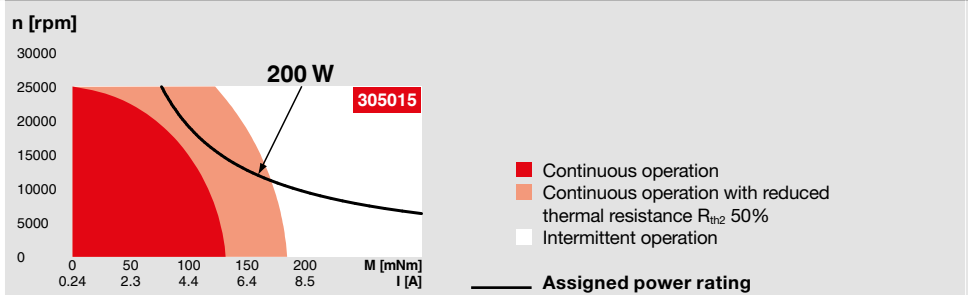 n [rpm]
30000
200 W
25000
305015
20000
15000
10000
5000
0
0 50 100 150 200 M [mNm]
0.24 2.3 4.4 6.4 8.5 I [A]
Continuous operation
Continuous operation with reduced
thermal resistance Rth2 50%
Intermittent operation
Assigned power rating